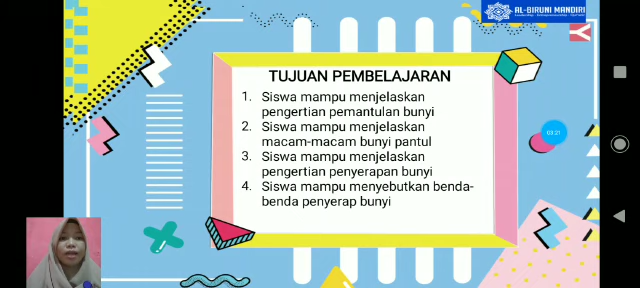 AL-BIRUNI MANDIRI
TUJUAN PEMBELAJARAN
1. Siswa mampu menjelaskan
pengertian pemantulan bunyi
2. Siswa mampu menjelaskan
macam-macam bunyi pantul
3. Siswa mampu menjelaskan
pengertian penyerapan bunyi
4. Siswa mampu menyebutkan benda-
benda penyerap bunyi
03:21